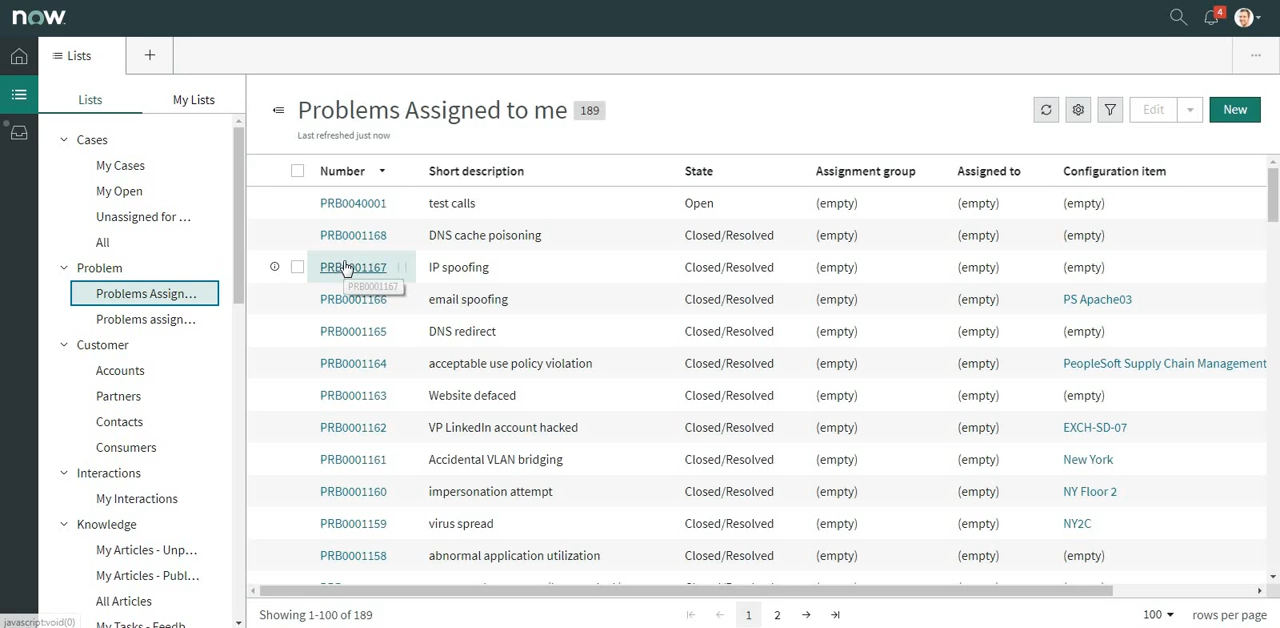 now
4
Lists
Lists
My Lists
Cases
My Cases
My Open
Unassigned for ...
All
Problem
Problems Assign...
Problems assign...
Customer
Accounts
Partners
Contacts
Consumers
Interactions
My Interactions
Knowledge
My Articles - Unp...
My Articles - Publ...
All Articles
My Tasks - Feedb
javascript:void(0)
Problems Assigned to me 189
Last refreshed just now
Edit
New
Number Short description State Assignment group Assigned to Configuration item
PRB0040001 test calls Open (empty) (empty) (empty)
PRB0001168 DNS cache poisoning Closed/Resolved (empty) (empty) (empty)
PRB0001167 IP spoofing Closed/Resolved (empty) (empty) (empty)
PRB0001167
PRB0001166 email spoofing Closed/Resolved (empty) (empty) PS Apache03
PRB0001165 DNS redirect Closed/Resolved (empty) (empty) (empty)
PRB0001164 acceptable use policy violation Closed/Resolved (empty) (empty) PeopleSoft Supply Chain Management
PRB0001163 Website defaced Closed/Resolved (empty) (empty) (empty)
PRB0001162 VP LinkedIn account hacked Closed/Resolved (empty) (empty) EXCH-SD-07
PRB0001161 Accidental VLAN bridging Closed/Resolved (empty) (empty) New York
PRB0001160 impersonation attempt Closed/Resolved (empty) (empty) NY Floor 2
PRB0001159 virus spread Closed/Resolved (empty) (empty) NY2C
PRB0001158 abnormal application utilization Closed/Resolved (empty) (empty) (empty)
Showing 1-100 of 189
1 2
100 rows per page